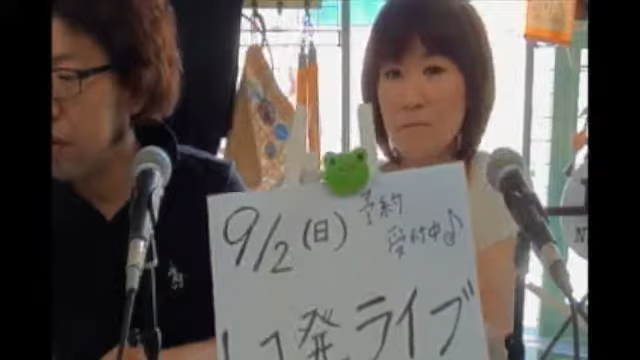 9/2(日)
予約
受付中♪
発ライブ